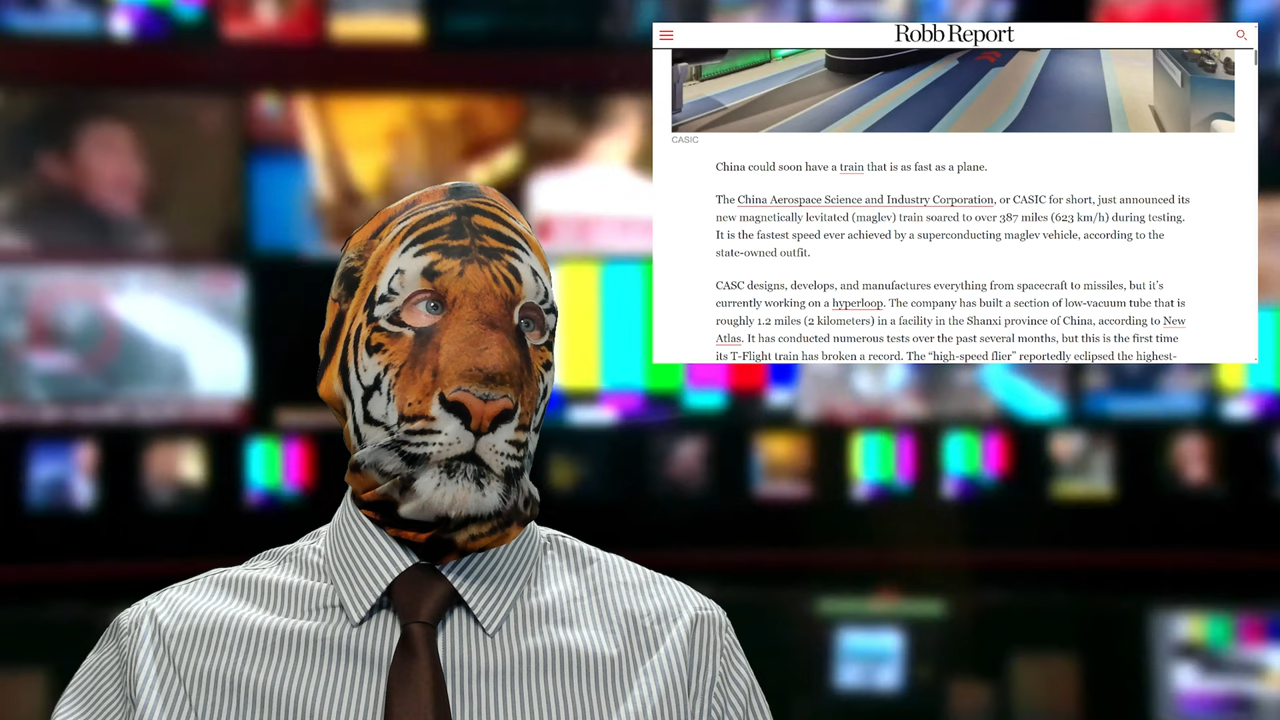 Robb Report
CASIC
China could soon have a train that is as fast as a plane.
The China Aerospace Science and Industry Corporation, or CASIC for short, just announced its
new magnetically levitated (maglev) train soared to over 387 miles (623 km/h) during testing.
It is the fastest speed ever achieved by a superconducting maglev vehicle, according to the
state-owned outfit.
CASC designs, develops, and manufactures everything from spacecraft to missiles, but it's
currently working on a hyperloop. The company has built a section of low-vacuum tube that is
roughly 1.2 miles (2 kilometers) in a facility in the Shanxi province of China, according to New
Atlas. It has conducted numerous tests over the past several months, but this is the first time
its T-Flight train has broken a record. The “high-speed flier” reportedly eclipsed the highest-